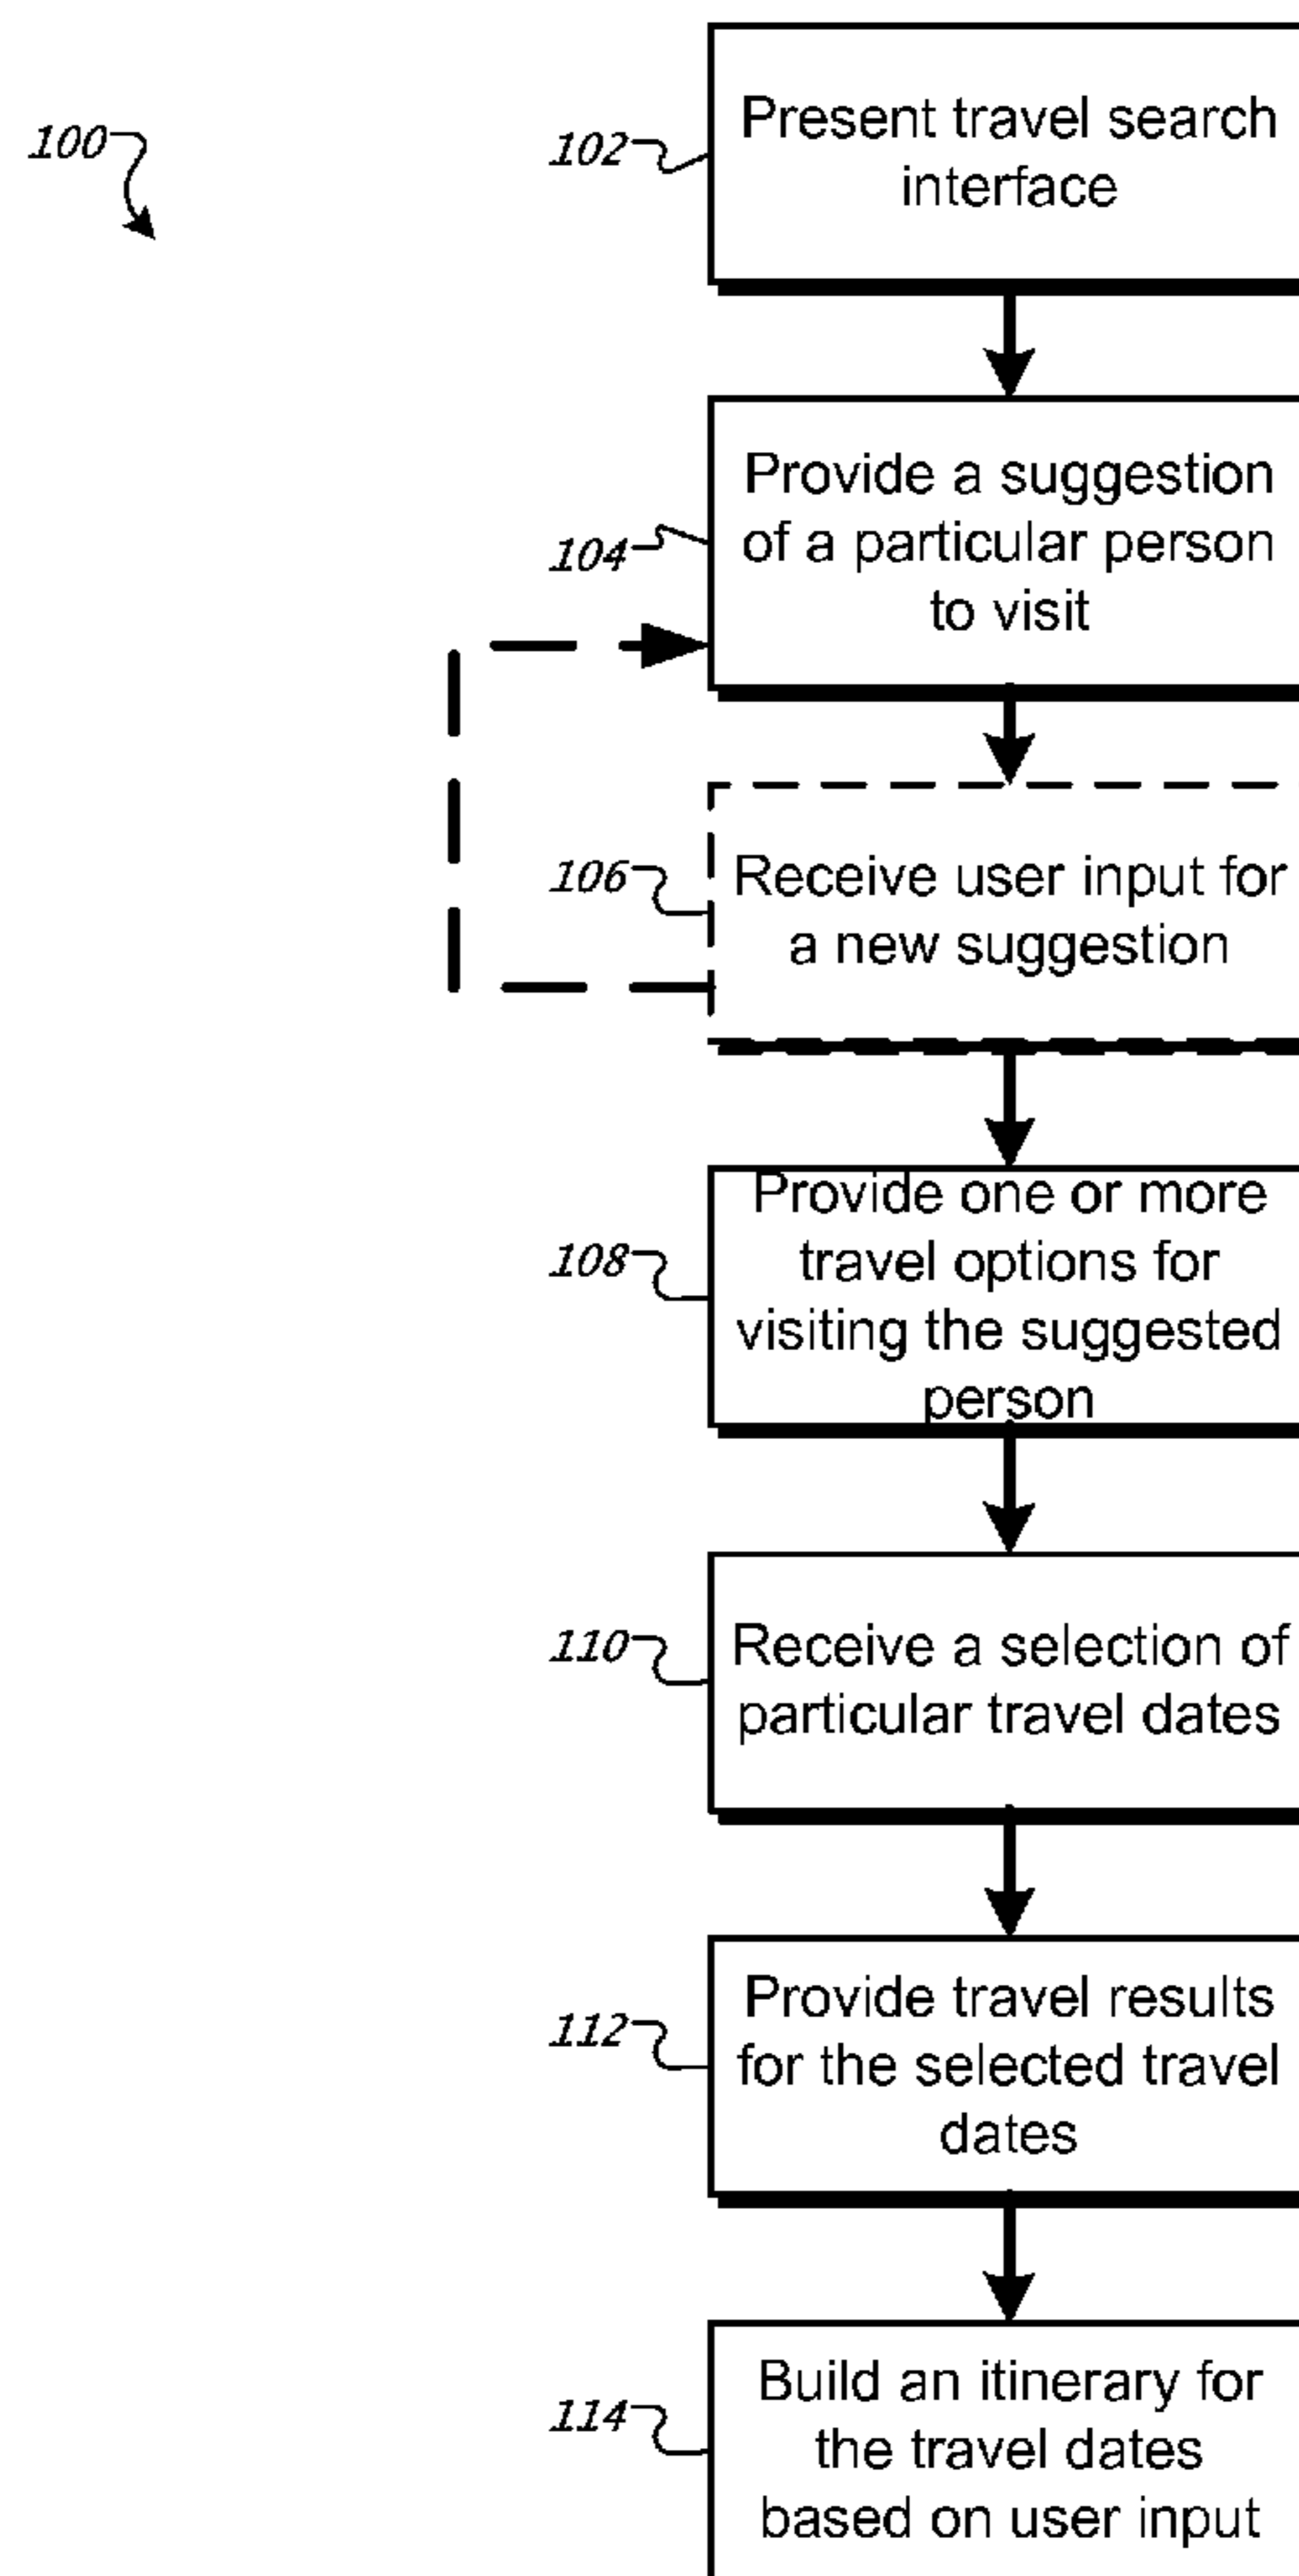 100
102
Present travel search
interface
104
Provide a suggestion
of a particular person
to visit
106
Receive user input for
a new suggestion
108
Provide one or more
travel options for
visiting the suggested
person
110
Receive a selection of
particular travel dates
112
Provide travel results
for the selected travel
dates
114
Build an itinerary for
the travel dates
based on user input